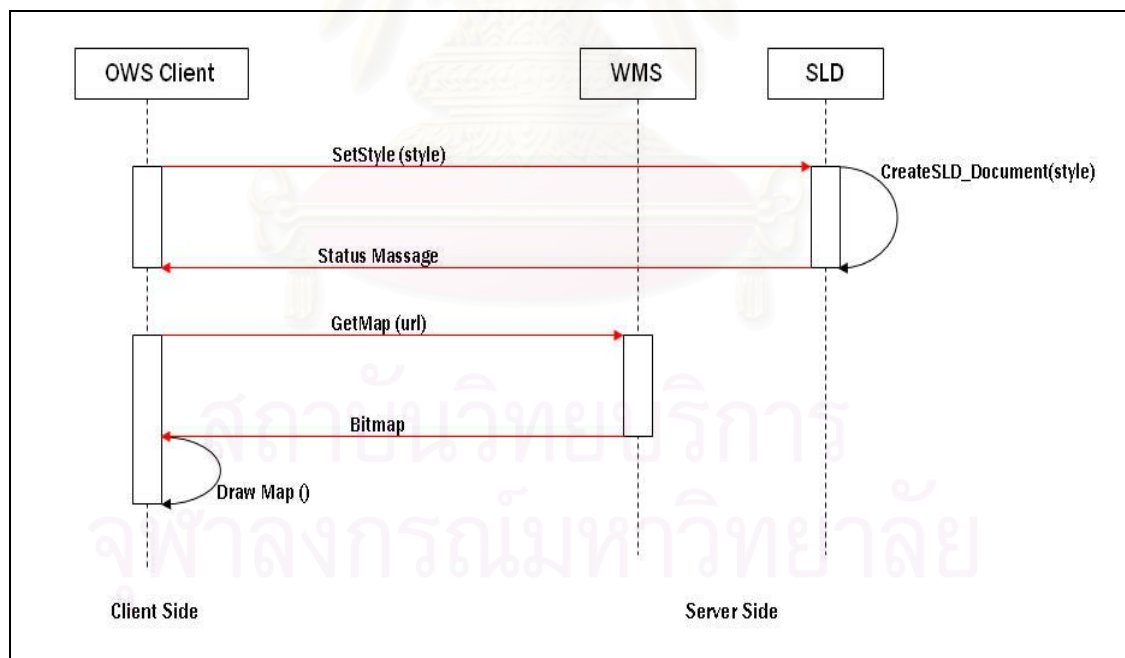 OWS Client
WMS
SLD
SetStyle (style)
CreateSLD_Document(style)
Status Massage
GetMap (url)
Bitmap
Draw Map ()
สถาบันวิทยบริการ
จุฬาลงกรณ์มหาวิทยาลัย
Client Side
Server Side